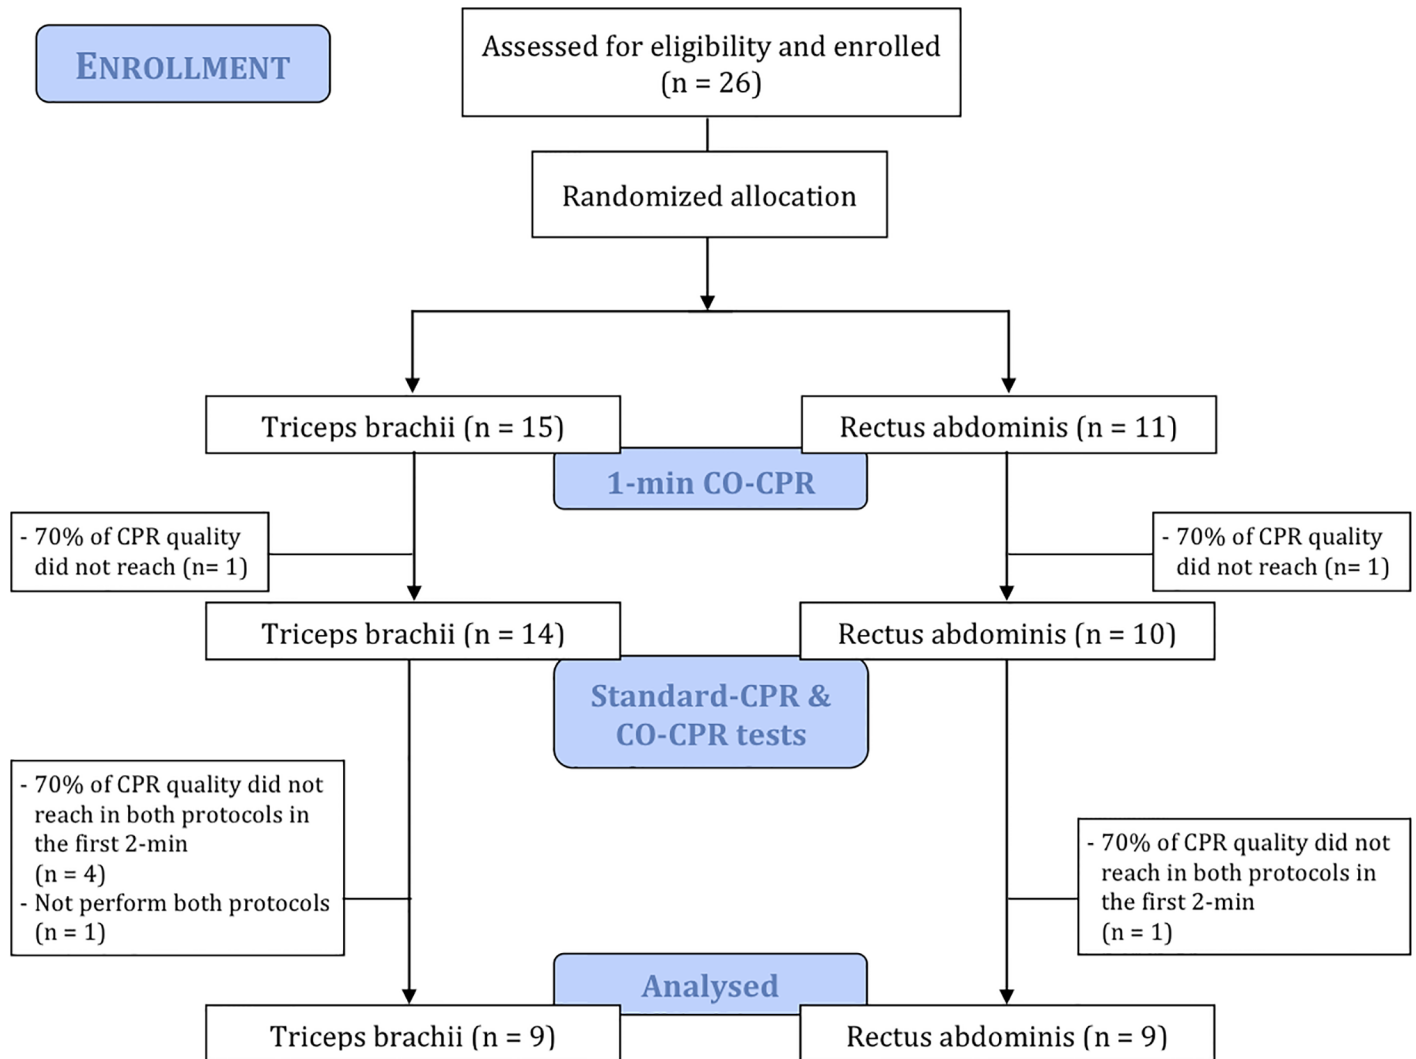 ENROLLMENT
Assessed for eligibility and enrolled
(n = 26)
Randomized allocation
Triceps brachii (n = 15)
Rectus abdominis (n = 11)
1-min CO-CPR
- 70% of CPR quality
did not reach (n= 1)
- 70% of CPR quality
did not reach (n= 1)
Triceps brachii (n = 14)
Rectus abdominis (n = 10)
Standard-CPR &
CO-CPR tests
- 70% of CPR quality did not
reach in both protocols in
the first 2-min
(n = 4)
- Not perform both protocols
(n = 1)
- 70% of CPR quality did not
reach in both protocols in
the first 2-min
(n = 1)
Analysed
Triceps brachii (n = 9)
Rectus abdominis (n = 9)